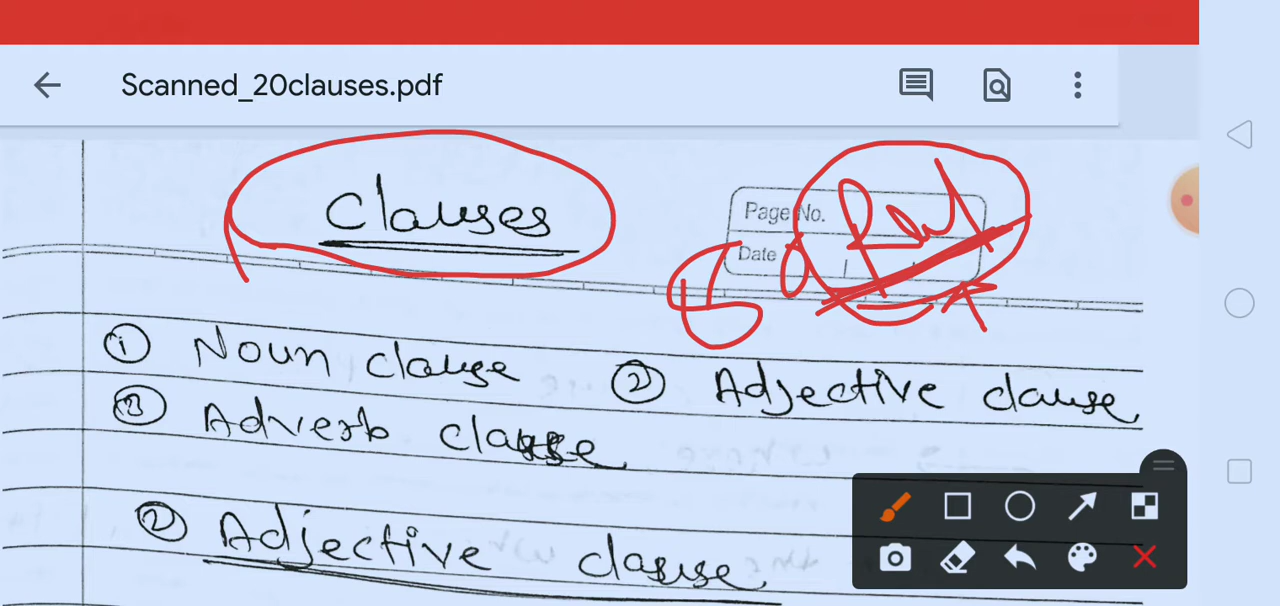 Scanned_20clauses.pdf
Clauses
Page No.
Date
① Noun clause ② Adjective clause
③ Adverb clause
② Adjective clause